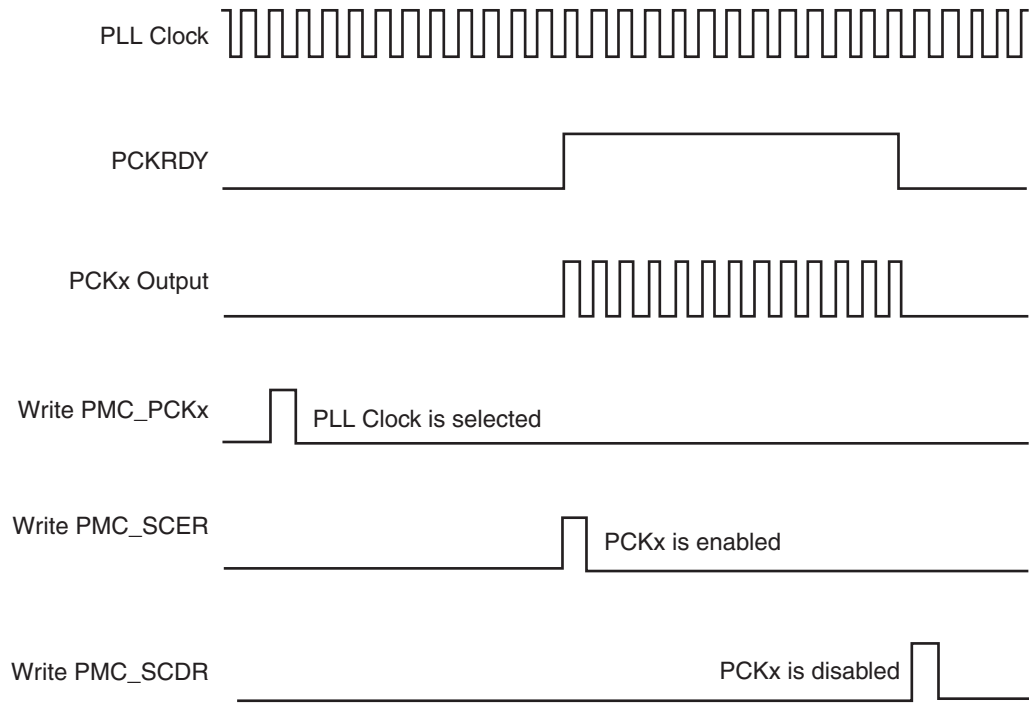 PLL Clock
PCKRDY
PCKx Output
Write PMC_PCKx
PLL Clock is selected
Write PMC_SCER
PCKx is enabled
Write PMC_SCDR
PCKx is disabled